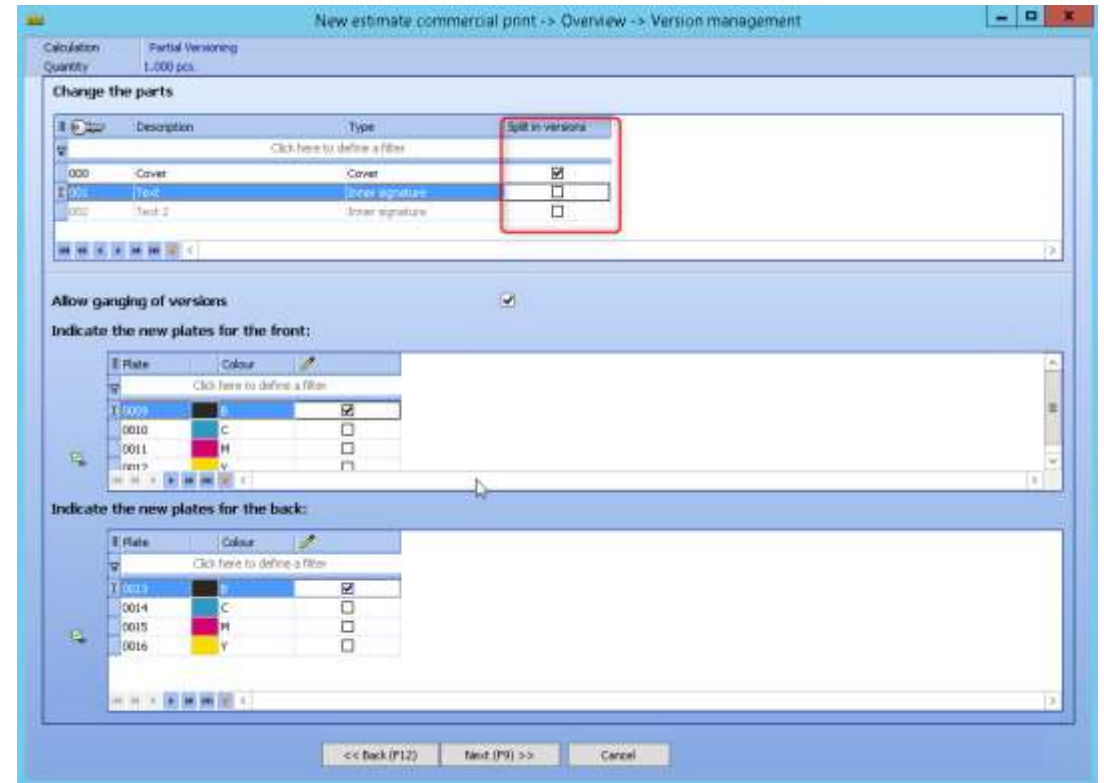 New estimate commercial print -> Overview -> Version management
Calculation Partial Versioning
Quantity 1.000 pcs.
Change the parts
Description Type Split in versions
Click here to define a filter
000 Cover Cover
001 Text Inner signature
002 Text 2 Inner signature
Allow ganging of versions
Indicate the new plates for the front:
Plate Colour
Click here to define a filter
0009 B
0010 C
0011 M
0012 Y
Indicate the new plates for the back:
Plate Colour
Click here to define a filter
0013 B
0014 C
0015 M
0016 Y
<< Back (F12) Next (F9) >> Cancel